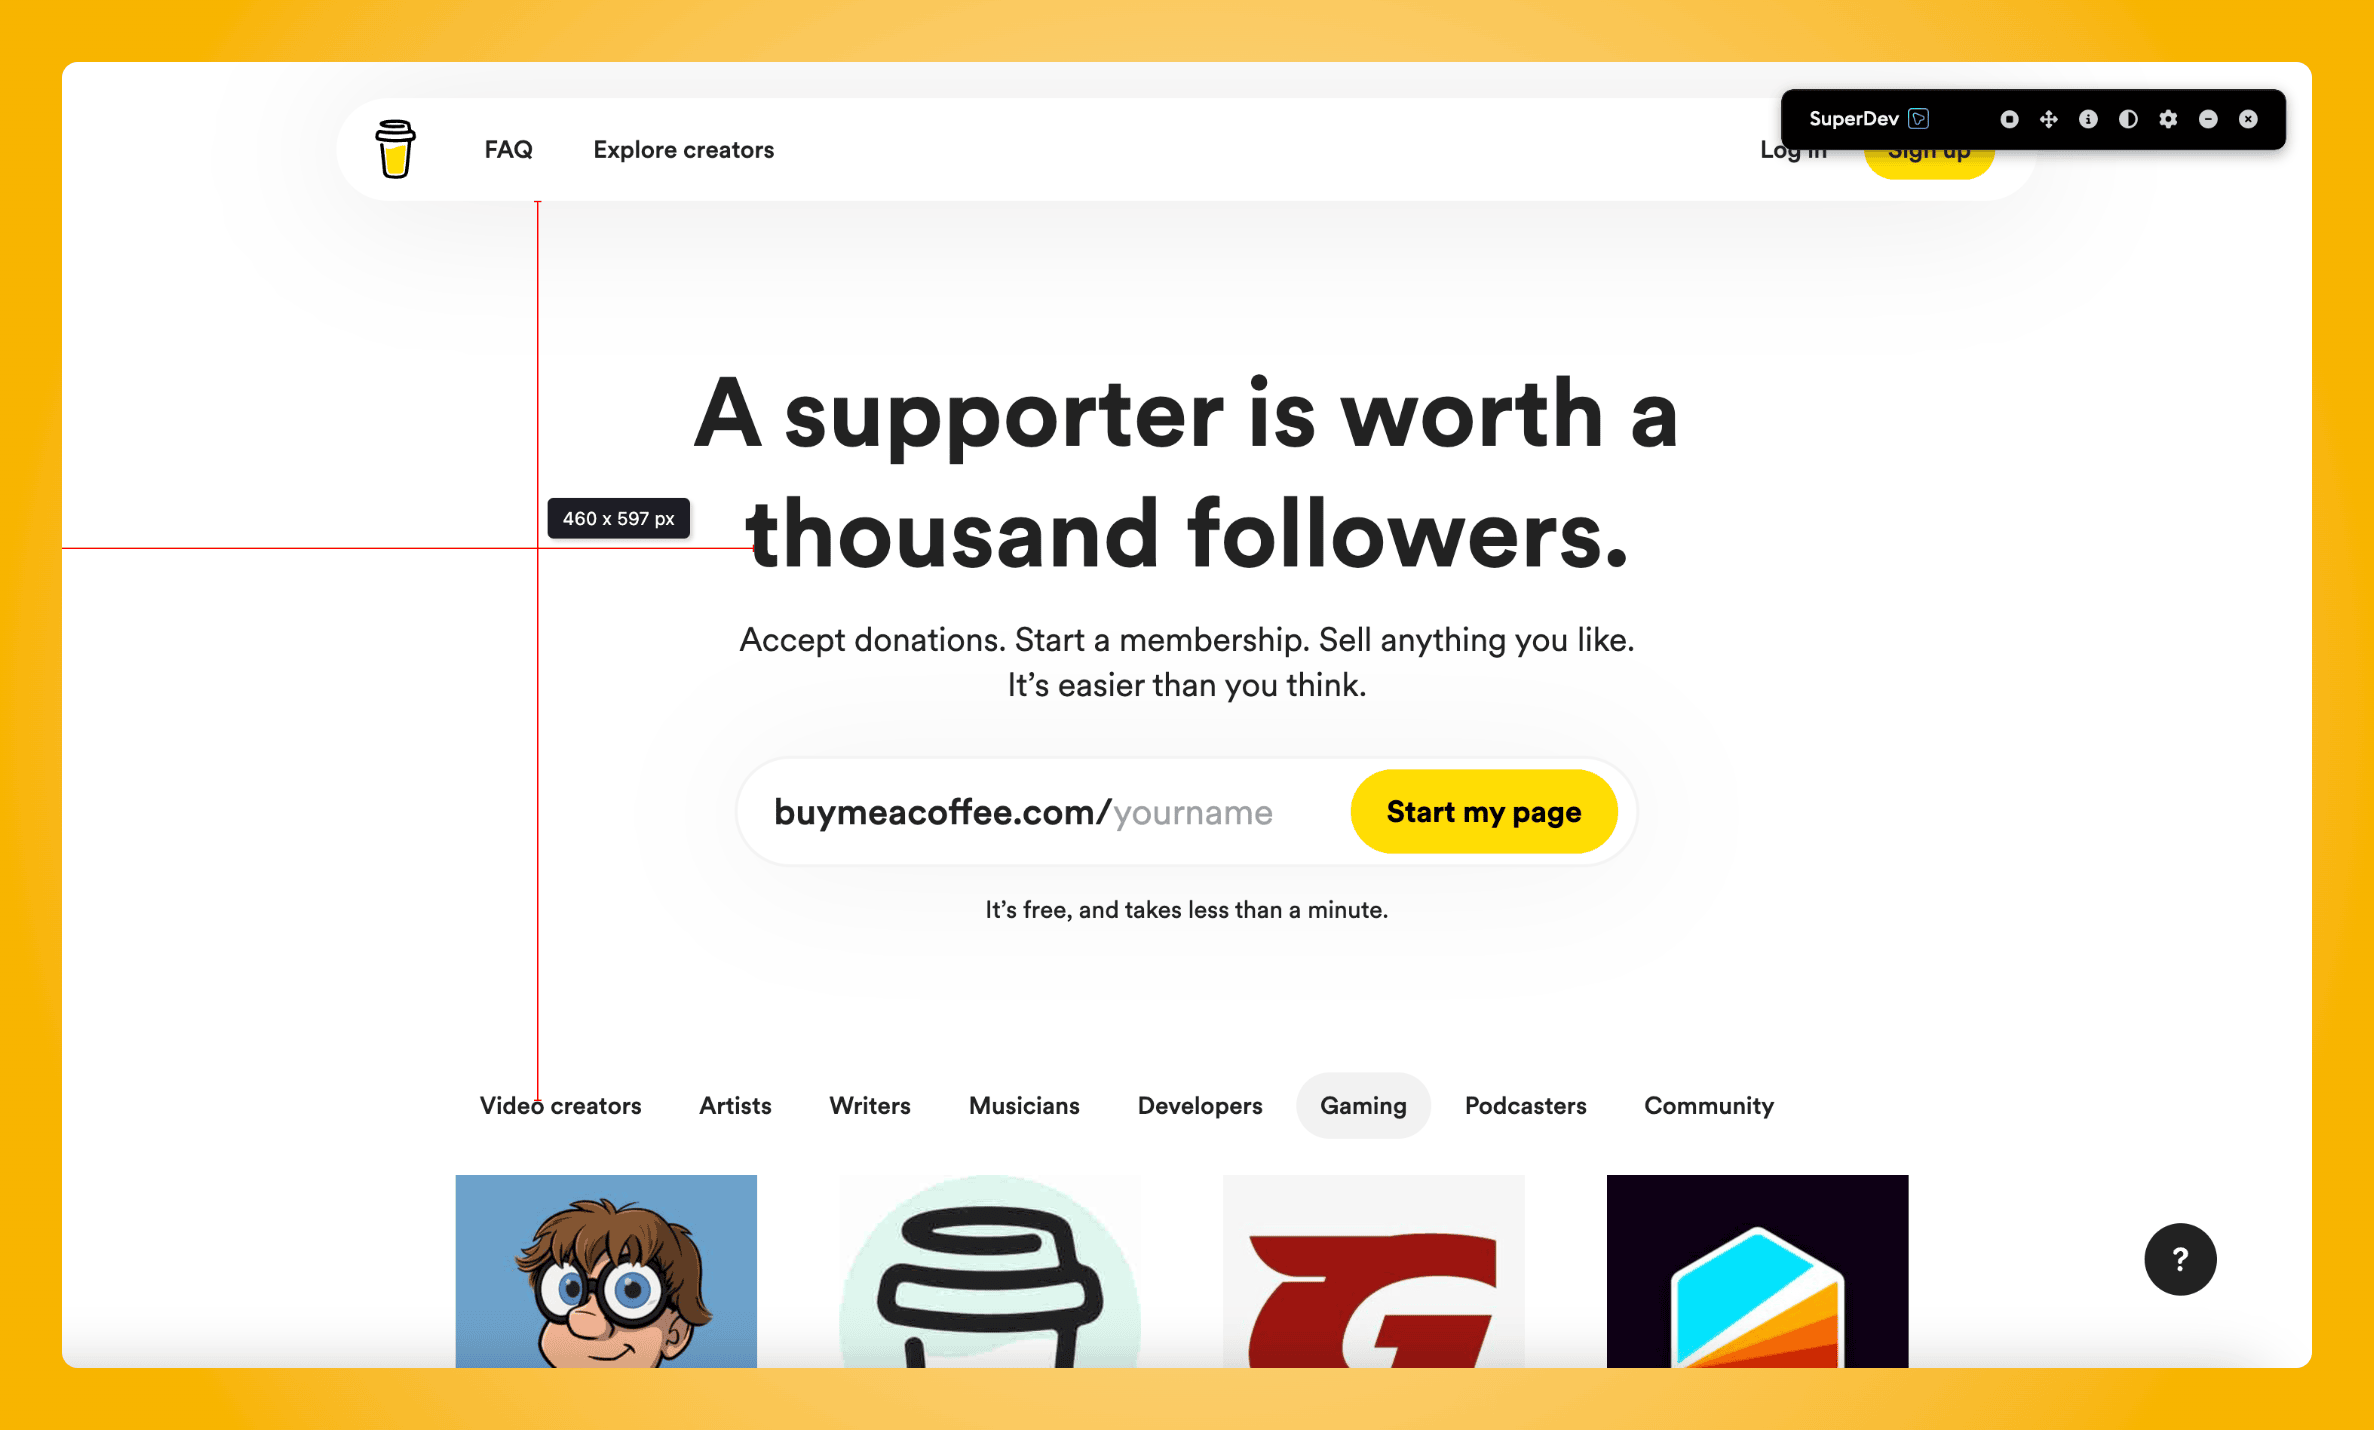 SuperDev
FAQ
Explore creators
Log in
Sign up
A supporter is worth a
thousand followers.
460 x 597 px
Accept donations. Start a membership. Sell anything you like.
It’s easier than you think.
buymeacoffee.com/yourname
Start my page
It’s free, and takes less than a minute.
Video creators
Artists
Writers
Musicians
Developers
Gaming
Podcasters
Community
?